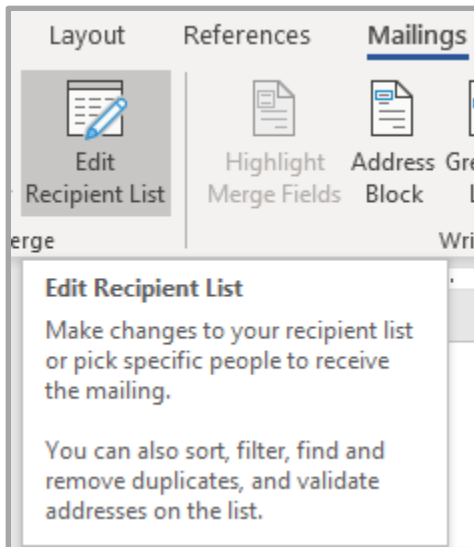 Layout References Mailings
Edit Recipient List
Highlight Merge Fields
Address Block
Edit Recipient List
Make changes to your recipient list
or pick specific people to receive
the mailing.
You can also sort, filter, find and
remove duplicates, and validate
addresses on the list.